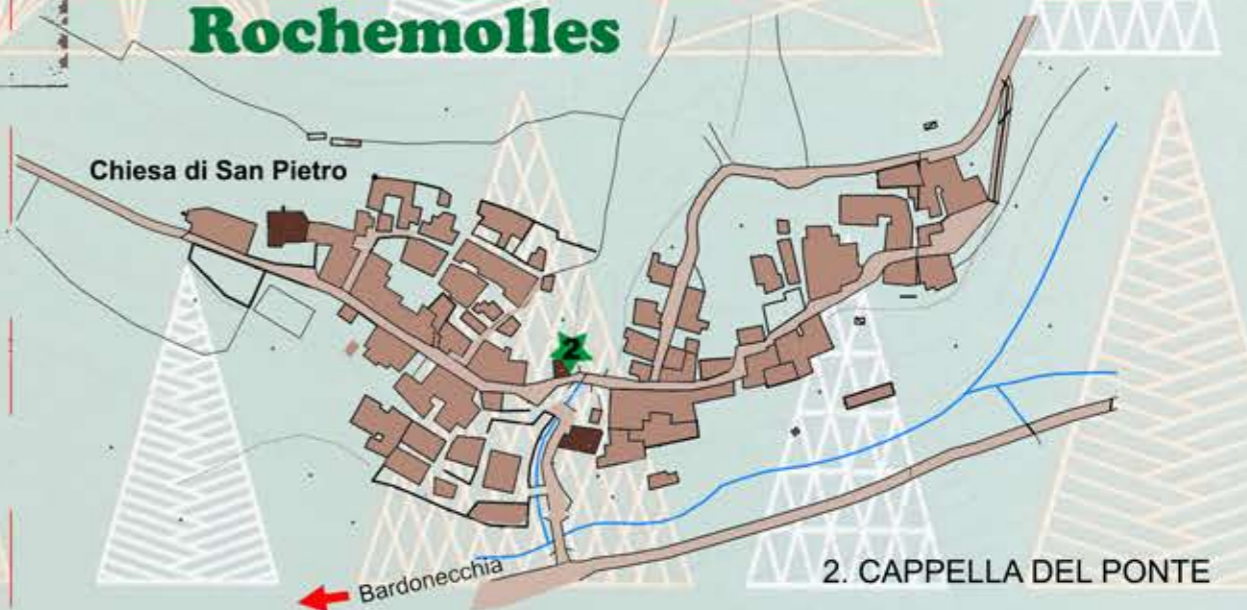 Rochemolles
Chiesa di San Pietro
2
Bardonecchia
2. CAPPELLA DEL PONTE